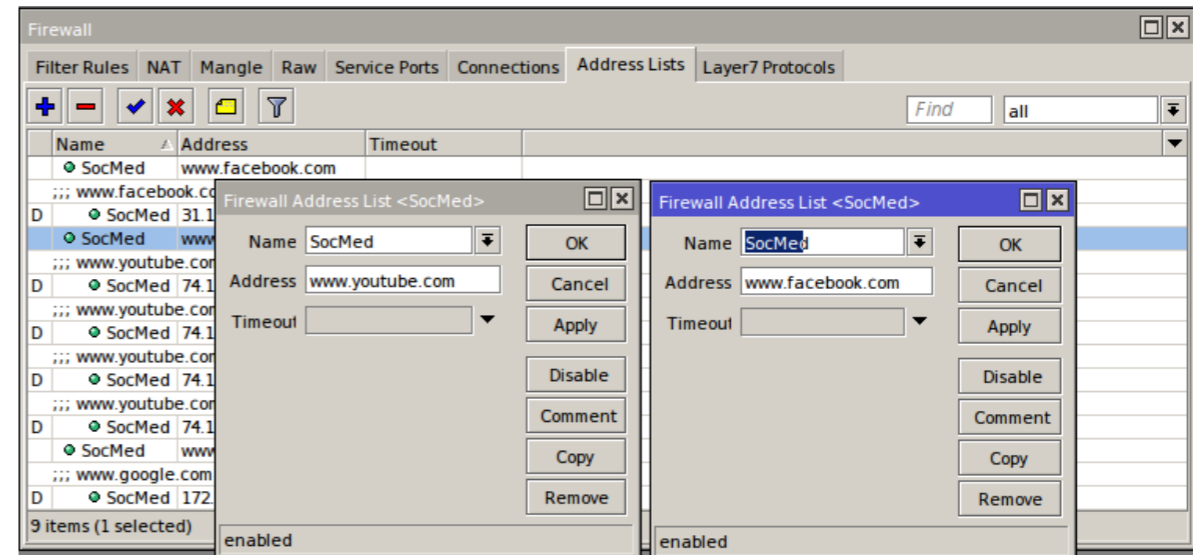 Firewall
Filter Rules NAT Mangle Raw Service Ports Connections Address Lists Layer7 Protocols
Find all
Name Address Timeout
SocMed www.facebook.com
;;; www.facebook.co
D SocMed 31.1
SocMed www
;;; www.youtube.com
D SocMed 74.1
;;; www.youtube.com
D SocMed 74.1
;;; www.youtube.com
D SocMed 74.1
;;; www.youtube.com
D SocMed 74.1
SocMed www
;;; www.google.com
D SocMed 172.
9 items (1 selected)
Firewall Address List <SocMed>
Name SocMed OK
Address www.youtube.com Cancel
Timeout Apply
Disable
Comment
Copy
Remove
enabled
Firewall Address List <SocMed>
Name SocMed OK
Address www.facebook.com Cancel
Timeout Apply
Disable
Comment
Copy
Remove
enabled